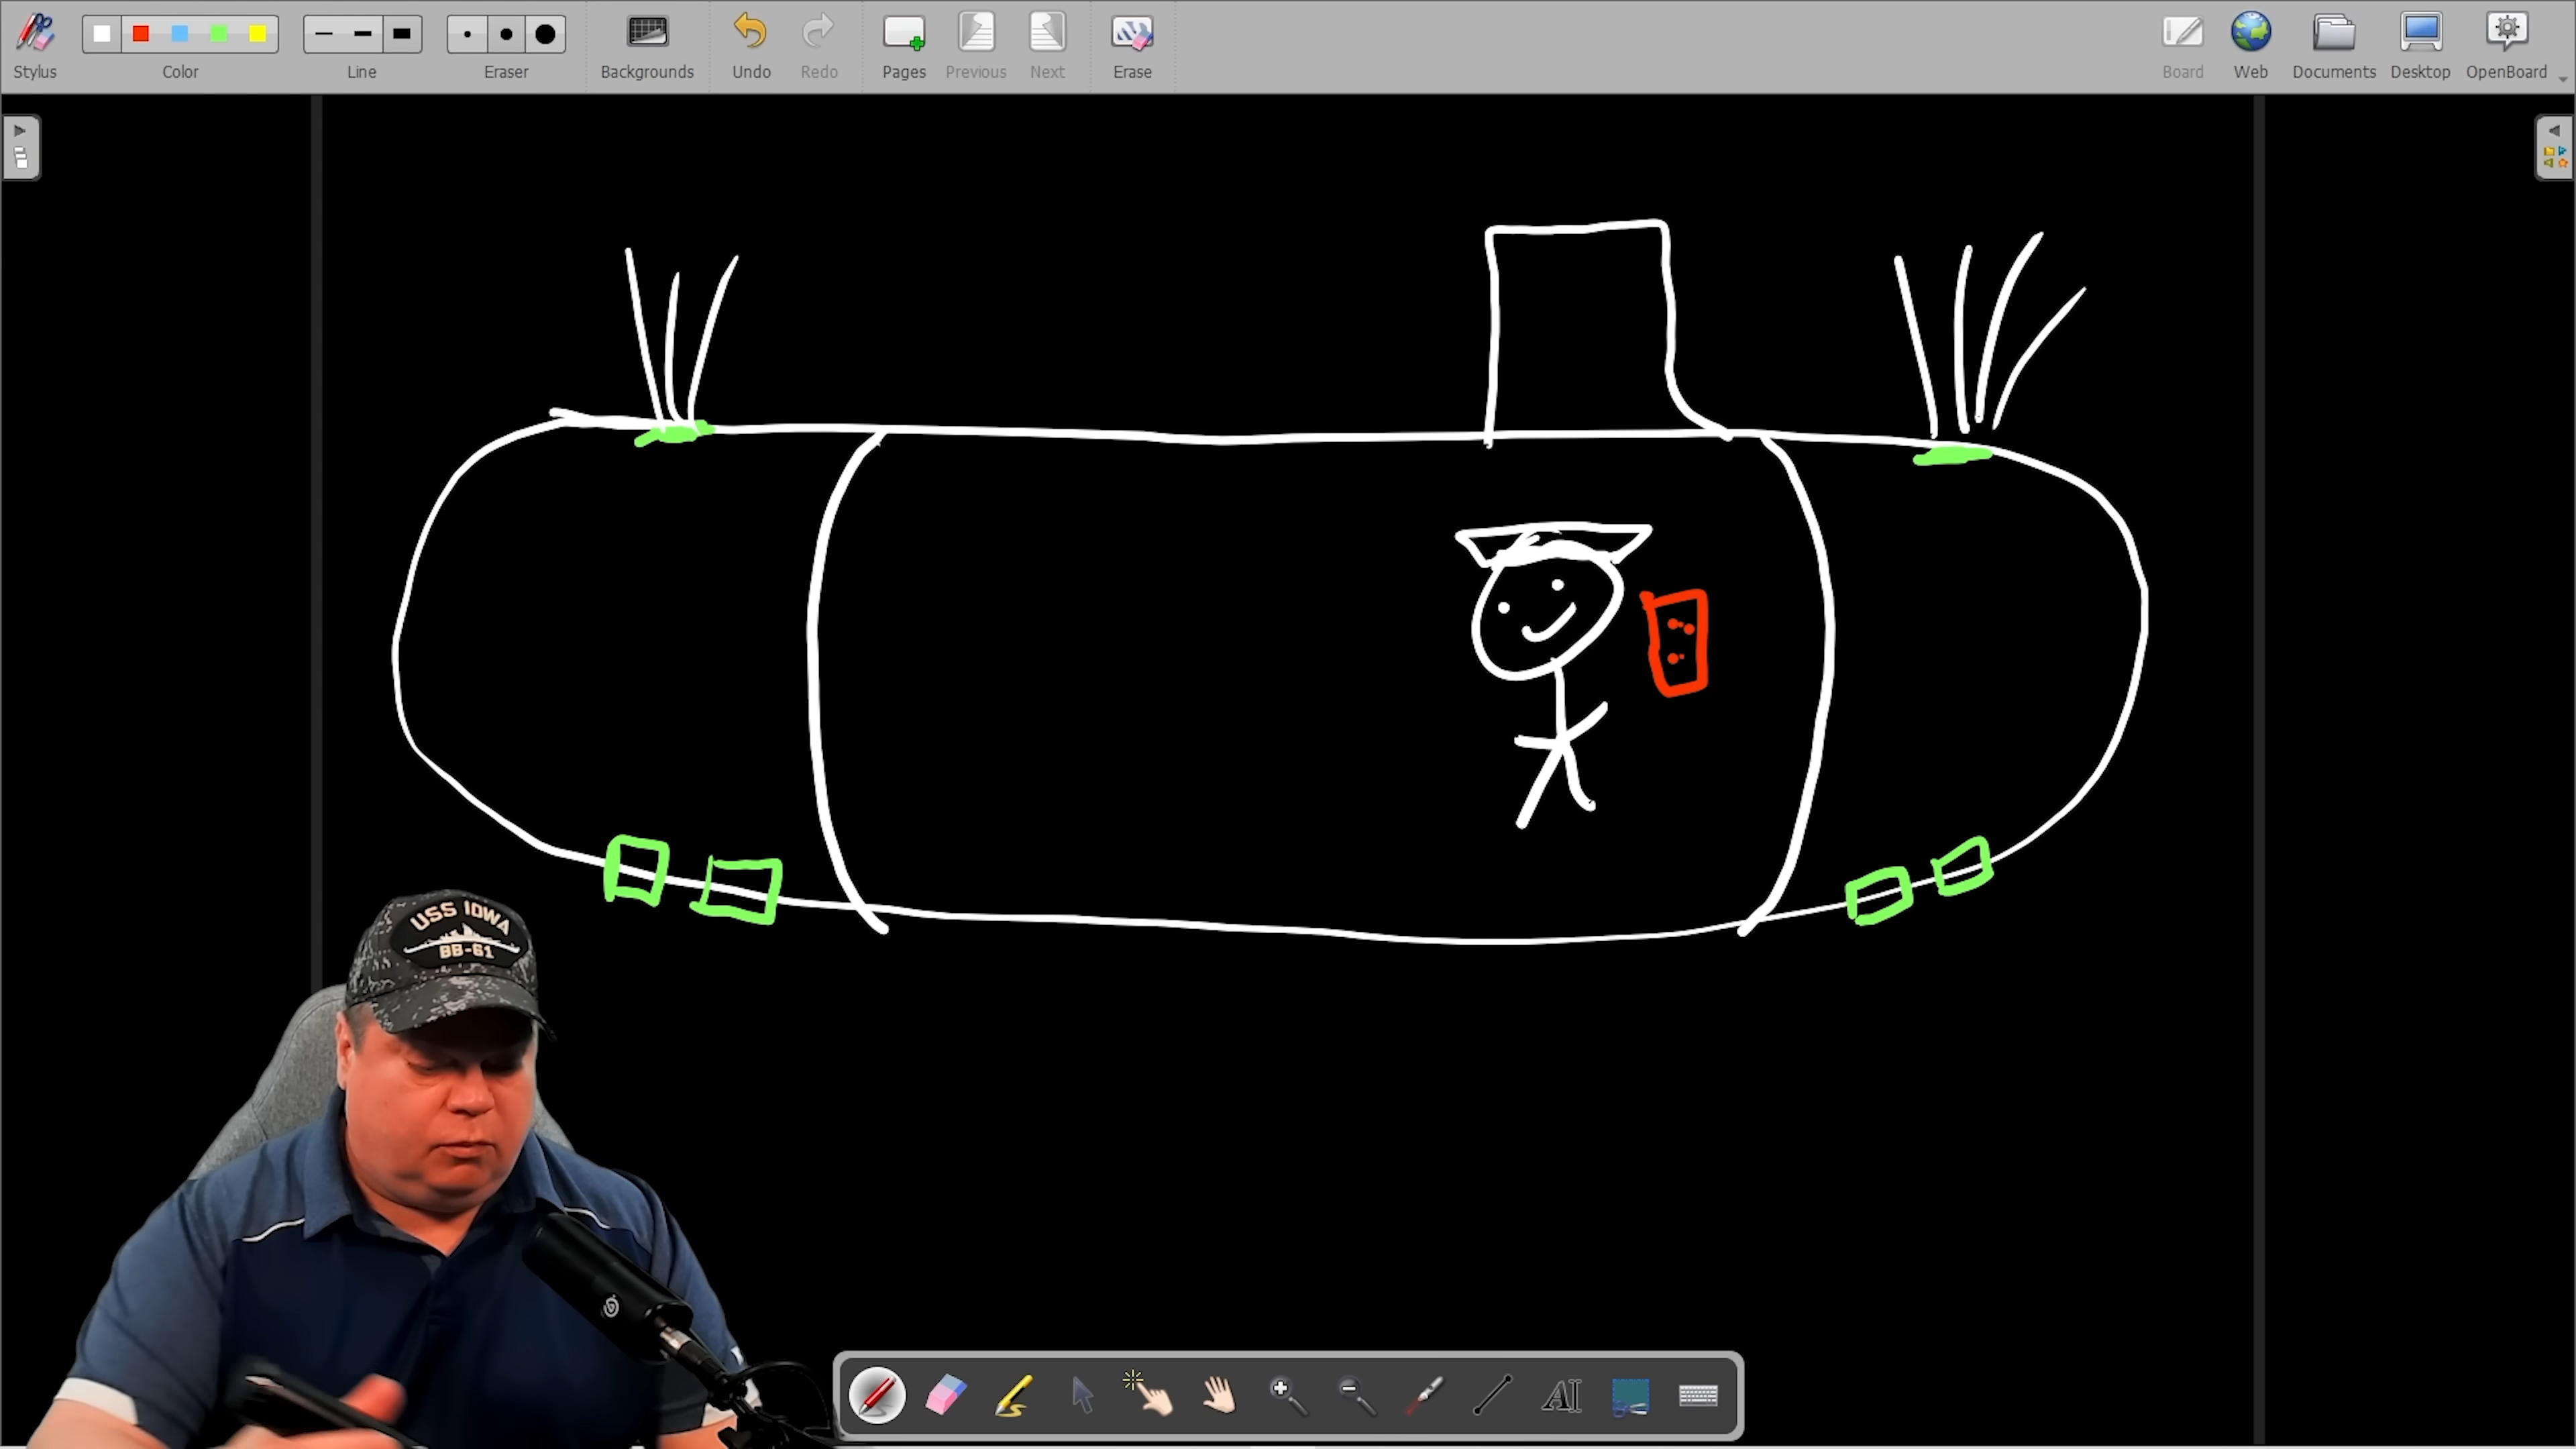 Stylus
Color
Line
Eraser
Backgrounds
Undo
Redo
Pages
Previous
Next
Erase
Board
Web
Documents
Desktop
OpenBoard
USS IOWA
BB-61
AI